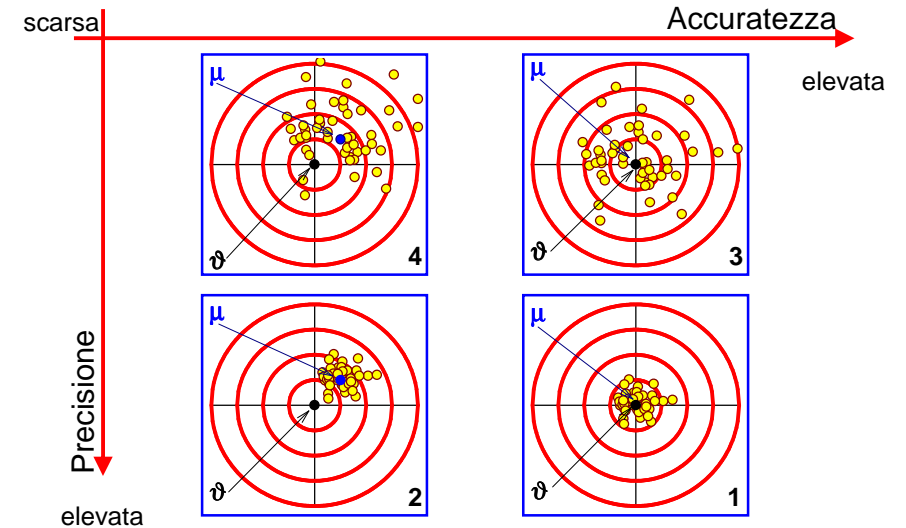 scarsa
Accuratezza
elevata
μ
ϑ
4
μ
ϑ
3
Precisione
μ
ϑ
2
μ
ϑ
1
elevata